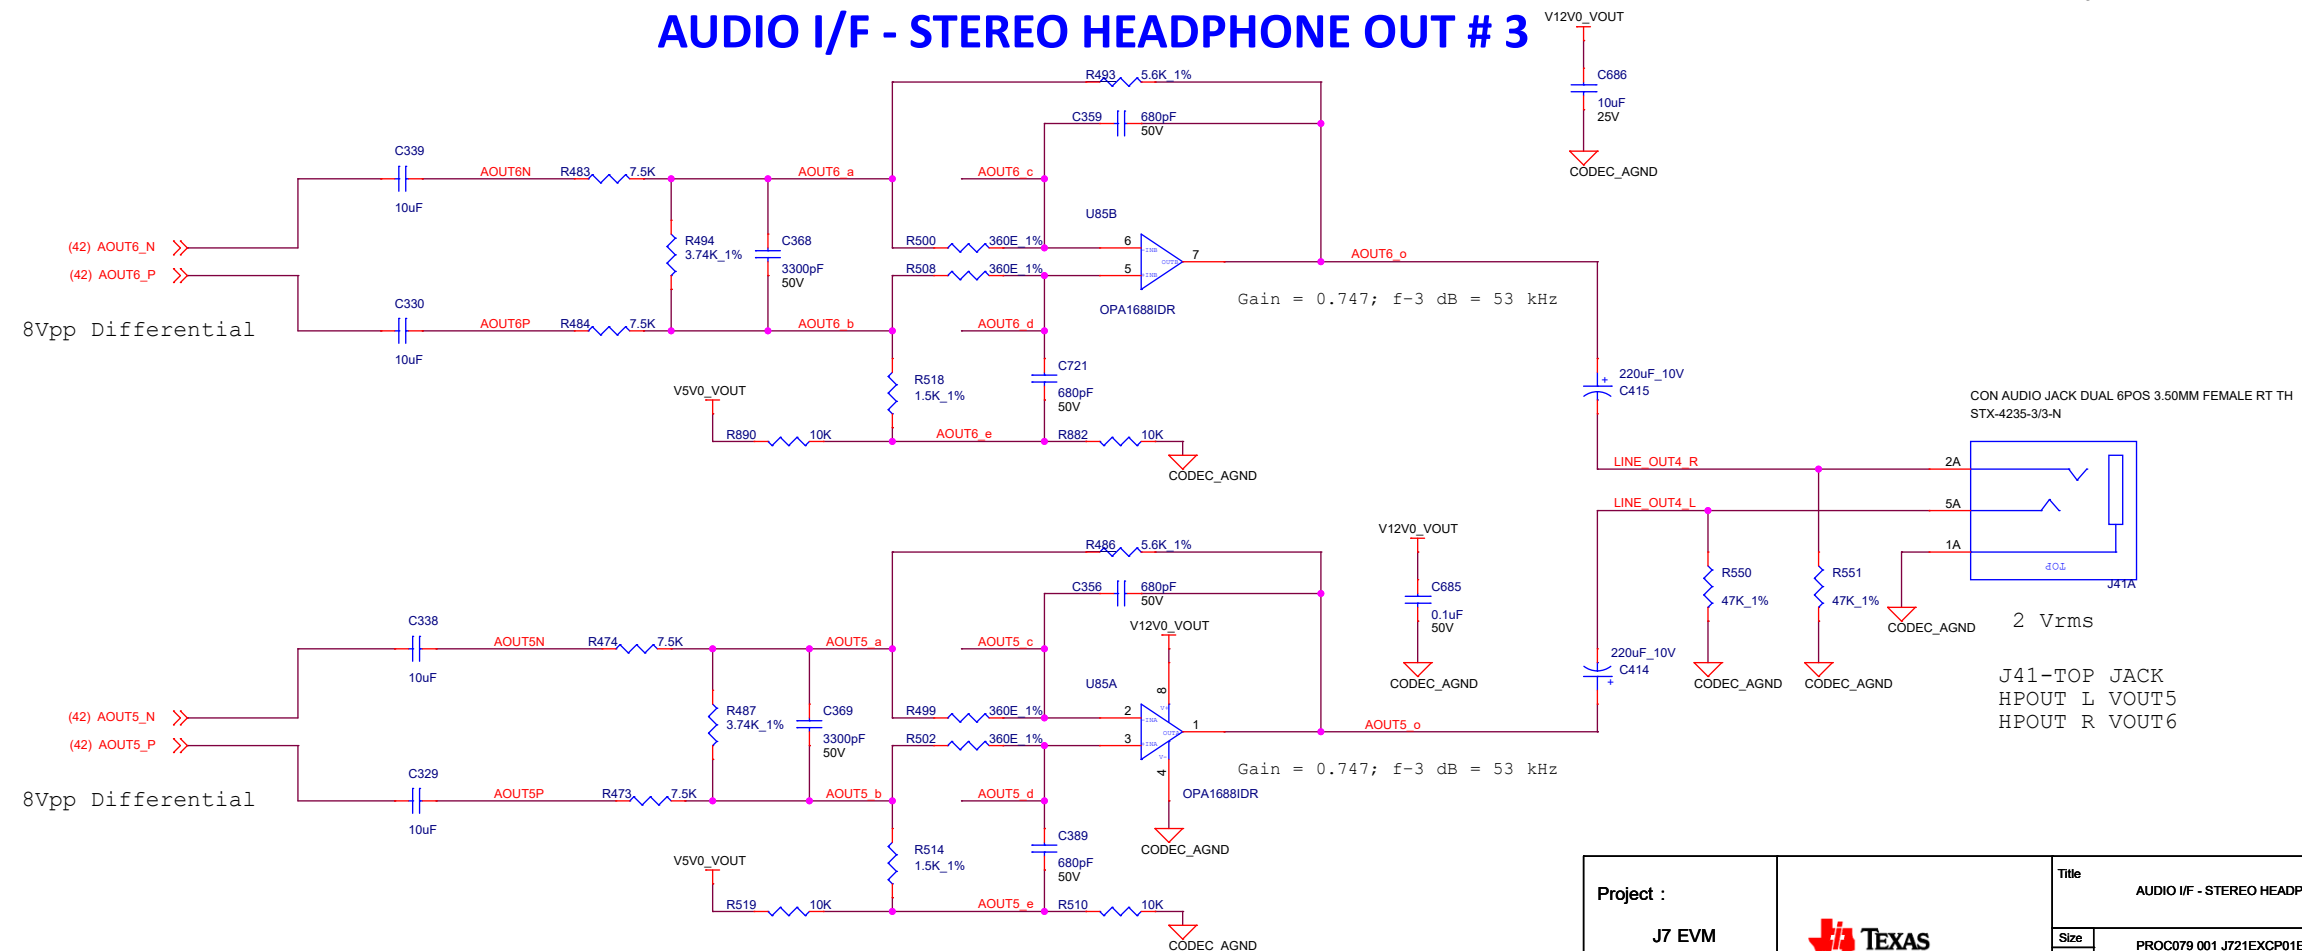 AUDIO I/F - STEREO HEADPHONE OUT # 3
V12V0_VOUT
C686
10uF
25V
CODEC_AGND
R493 5.6K_1%
C359 680pF
50V
C339
10uF
AOUT6N
R483 7.5K
AOUT6_a
AOUT6_c
U85B
(42) AOUT6_N
(42) AOUT6_P
R494
3.74K_1%
C368
3300pF
50V
R500 360E_1%
R508 360E_1%
6
5
-INB
+INB
OUTB
7
AOUT6_o
OPA1688IDR
Gain = 0.747; f-3 dB = 53 kHz
8Vpp Differential
C330
10uF
AOUT6P
R484 7.5K
AOUT6_b
AOUT6_d
C721
680pF
50V
R518
1.5K_1%
V5V0_VOUT
R890 10K
AOUT6_e
R882 10K
CODEC_AGND
220uF_10V
+
C415
CON AUDIO JACK DUAL 6POS 3.50MM FEMALE RT TH
STX-4235-3/3-N
LINE_OUT4_R
2A
LINE_OUT4_L
5A
1A
TOP
J41A
R550
47K_1%
R551
47K_1%
CODEC_AGND
CODEC_AGND
CODEC_AGND
2 Vrms
J41-TOP JACK
HPOUT L VOUT5
HPOUT R VOUT6
220uF_10V
C414
+
V12V0_VOUT
C685
0.1uF
50V
CODEC_AGND
R486 5.6K_1%
C356 680pF
50V
V12V0_VOUT
C338
10uF
AOUT5N
R474 7.5K
AOUT5_a
AOUT5_c
U85A
(42) AOUT5_N
(42) AOUT5_P
R487
3.74K_1%
C369
3300pF
50V
R499 360E_1%
R502 360E_1%
2
3
8
4
V+
-INA
+INA
OUTA
V-
1
AOUT5_o
OPA1688IDR
CODEC_AGND
Gain = 0.747; f-3 dB = 53 kHz
8Vpp Differential
C329
10uF
AOUT5P
R473 7.5K
AOUT5_b
AOUT5_d
C389
680pF
50V
R514
1.5K_1%
V5V0_VOUT
R519 10K
AOUT5_e
R510 10K
CODEC_AGND
Project :
J7 EVM
TEXAS
Title
AUDIO I/F - STEREO HEADP
Size
PROC079 001 J721EXCP01E